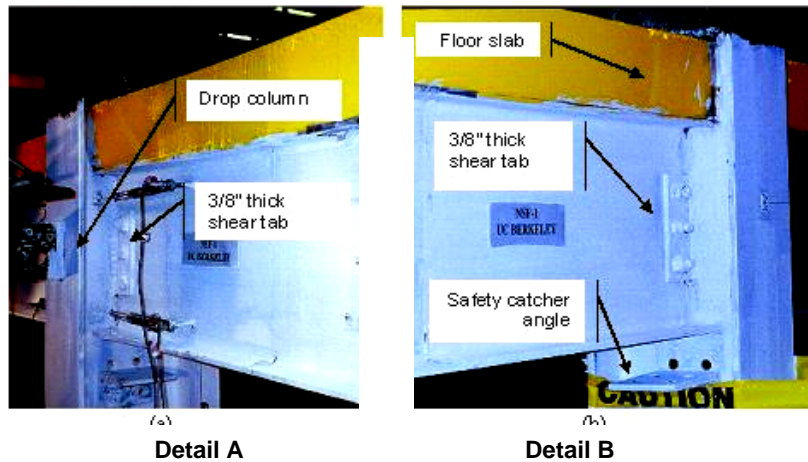 Drop column
3/8" thick
shear tab
NSF-1
UC BERKELEY
(a)
Floor slab
3/8" thick
shear tab
NSF-1
UC BERKELEY
Safety catcher
angle
CAUTION
(b)
Detail A
Detail B